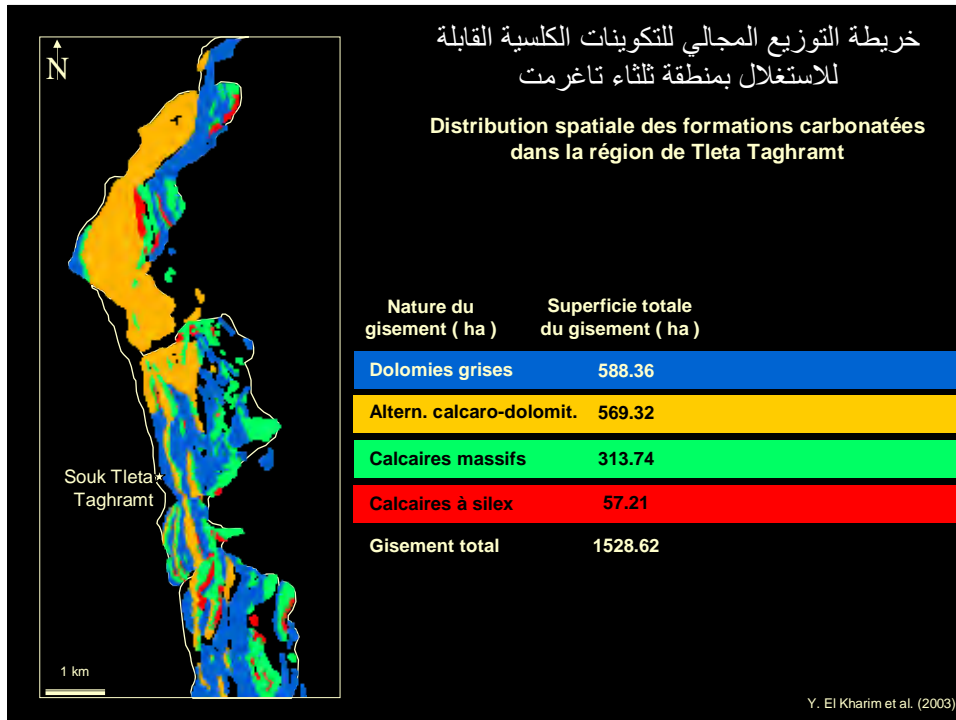 خريطة التوزيع المجالي للتكوينات الكلسية القابلة
للاستغلال بمنطقة ثلثاء تاغرمت
Distribution spatiale des formations carbonatées
dans la région de Tleta Taghramt
N
Nature du
gisement ( ha )
Superficie totale
du gisement ( ha )
Dolomies grises 588.36
Altern. calcaro-dolomit. 569.32
Calcaires massifs 313.74
Calcaires à silex 57.21
Gisement total 1528.62
Souk Tleta
Taghramt
1 km
Y. El Kharim et al. (2003)